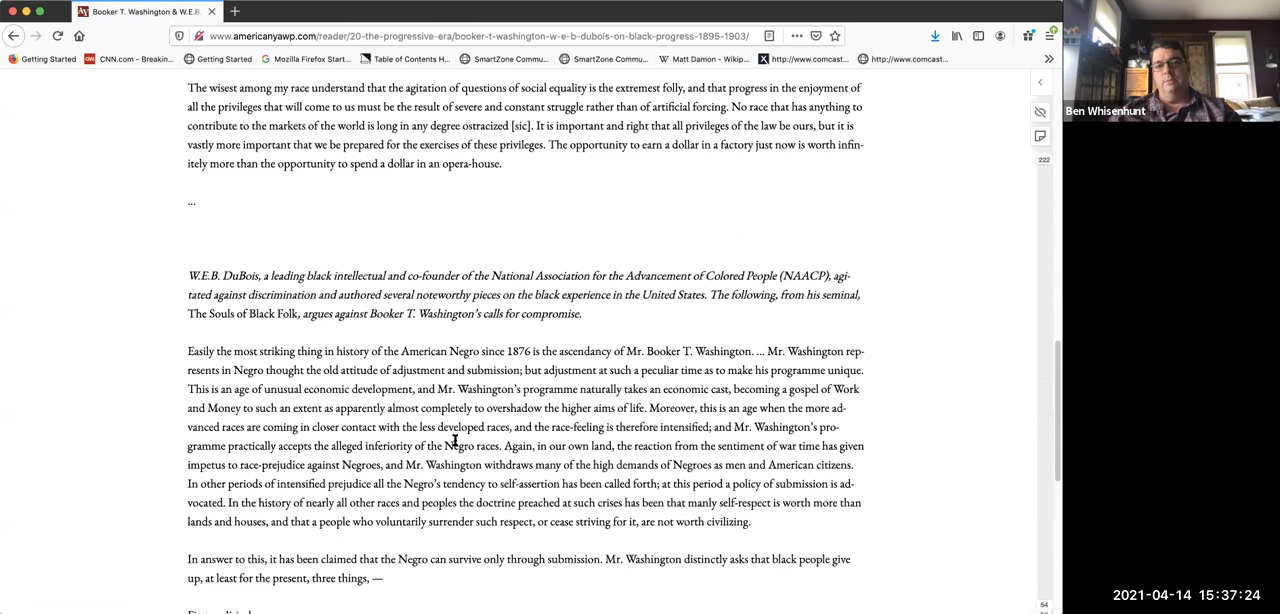 Booker T. Washington & W.E.B.
www.americanyawp.com/reader/20-the-progressive-era/booker-t-washington-w-e-b-dubois-on-black-progress-1895-1903/
Getting Started
CNN.com - Breakin...
Getting Started
Mozilla Firefox Start...
Table of Contents H...
SmartZone Commu...
SmartZone Commu...
Matt Damon - Wikip...
http://www.comcast...
http://www.comcast...
The wisest among my race understand that the agitation of questions of social equality is the extremest folly, and that progress in the enjoyment of
all the privileges that will come to us must be the result of severe and constant struggle rather than of artificial forcing. No race that has anything to
contribute to the markets of the world is long in any degree ostracized [sic]. It is important and right that all privileges of the law be ours, but it is
vastly more important that we be prepared for the exercises of these privileges. The opportunity to earn a dollar in a factory just now is worth infin-
itely more than the opportunity to spend a dollar in an opera-house.
...
W.E.B. DuBois, a leading black intellectual and co-founder of the National Association for the Advancement of Colored People (NAACP), agi-
tated against discrimination and authored several noteworthy pieces on the black experience in the United States. The following, from his seminal,
The Souls of Black Folk, argues against Booker T. Washington's calls for compromise.
Easily the most striking thing in history of the American Negro since 1876 is the ascendancy of Mr. Booker T. Washington. ... Mr. Washington rep-
resents in Negro thought the old attitude of adjustment and submission; but adjustment at such a peculiar time as to make his programme unique.
This is an age of unusual economic development, and Mr. Washington's programme naturally takes an economic cast, becoming a gospel of Work
and Money to such an extent as apparently almost completely to overshadow the higher aims of life. Moreover, this is an age when the more ad-
vanced races are coming in closer contact with the less developed races, and the race-feeling is therefore intensified; and Mr. Washington's pro-
gramme practically accepts the alleged inferiority of the Negro races. Again, in our own land, the reaction from the sentiment of war time has given
impetus to race-prejudice against Negroes, and Mr. Washington withdraws many of the high demands of Negroes as men and American citizens.
In other periods of intensified prejudice all the Negro's tendency to self-assertion has been called forth; at this period a policy of submission is ad-
vocated. In the history of nearly all other races and peoples the doctrine preached at such crises has been that manly self-respect is worth more than
lands and houses, and that a people who voluntarily surrender such respect, or cease striving for it, are not worth civilizing.
In answer to this, it has been claimed that the Negro can survive only through submission. Mr. Washington distinctly asks that black people give
up, at least for the present, three things, —
222
54
Ben Whisenhunt
2021-04-14 15:37:24